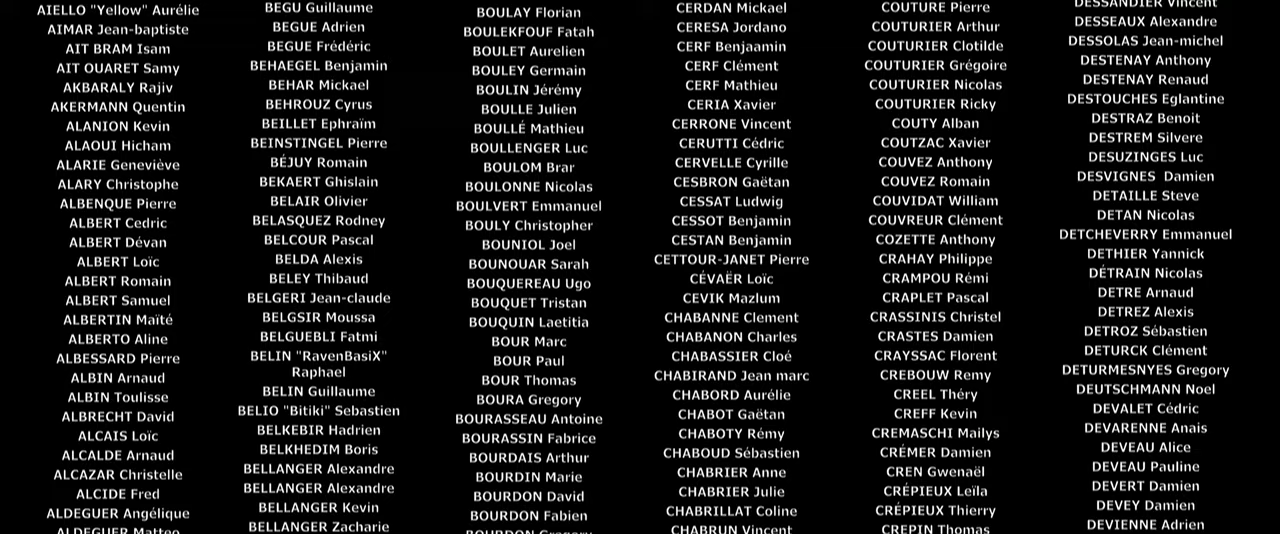 AIELLO "Yellow" Aurélie
AIMAR Jean-baptiste
AIT BRAM Isam
AIT OUARET Samy
AKBARALY Rajiv
AKERMANN Quentin
ALANION Kevin
ALAOUI Hicham
ALARIE Geneviève
ALARY Christophe
ALBENQUE Pierre
ALBERT Cedric
ALBERT Dévan
ALBERT Loïc
ALBERT Romain
ALBERT Samuel
ALBERTIN Maïté
ALBERTO Aline
ALBESSARD Pierre
ALBIN Arnaud
ALBIN Toulisse
ALBRECHT David
ALCAIS Loïc
ALCALDE Arnaud
ALCAZAR Christelle
ALCIDE Fred
ALDEGUER Angélique
ALDEGUER Matteo
BEGU Guillaume
BEGUE Adrien
BEGUE Frédéric
BEHAEGEL Benjamin
BEHAR Mickael
BEHROUZ Cyrus
BEILLET Ephraïm
BEINSTINGEL Pierre
BÉJUY Romain
BEKAERT Ghislain
BELAIR Olivier
BELASQUEZ Rodney
BELCOUR Pascal
BELDA Alexis
BELEY Thibaud
BELGERI Jean-claude
BELGSIR Moussa
BELGUEBLI Fatmi
BELIN "RavenBasiX"
Raphael
BELIN Guillaume
BELIO "Bitiki" Sebastien
BELKEBIR Hadrien
BELKHEDIM Boris
BELLANGER Alexandre
BELLANGER Alexandre
BELLANGER Kevin
BELLANGER Zacharie
BOULAY Florian
BOULEKFOUF Fatah
BOULET Aurelien
BOULEY Germain
BOULIN Jérémy
BOULLE Julien
BOULLÉ Mathieu
BOULLENGER Luc
BOULOM Brar
BOULONNE Nicolas
BOULVERT Emmanuel
BOULY Christopher
BOUNIOL Joel
BOUNOUAR Sarah
BOUQUEREAU Ugo
BOUQUET Tristan
BOUQUIN Laetitia
BOUR Marc
BOUR Paul
BOUR Thomas
BOURA Gregory
BOURASSEAU Antoine
BOURASSIN Fabrice
BOURDAIS Arthur
BOURDIN Marie
BOURDON David
BOURDON Fabien
BOURDON Gregory
CERDAN Mickael
CERESA Jordano
CERF Benjaamin
CERF Clément
CERF Mathieu
CERIA Xavier
CERRONE Vincent
CERUTTI Cédric
CERVELLE Cyrille
CESBRON Gaëtan
CESSAT Ludwig
CESSOT Benjamin
CESTAN Benjamin
CETTOUR-JANET Pierre
CÉVAËR Loïc
CEVIK Mazlum
CHABANNE Clement
CHABANON Charles
CHABASSIER Cloé
CHABIRAND Jean marc
CHABORD Aurélie
CHABOT Gaëtan
CHABOTY Rémy
CHABOUD Sébastien
CHABRIER Anne
CHABRIER Julie
CHABRILLAT Coline
CHABRUN Vincent
COUTURE Pierre
COUTURIER Arthur
COUTURIER Clotilde
COUTURIER Grégoire
COUTURIER Nicolas
COUTURIER Ricky
COUTY Alban
COUTZAC Xavier
COUVEZ Anthony
COUVEZ Romain
COUVIDAT William
COUVREUR Clément
COZETTE Anthony
CRAHAY Philippe
CRAMPOU Rémi
CRAPLET Pascal
CRASSINIS Christel
CRASTES Damien
CRAYSSAC Florent
CREBOUW Remy
CREEL Théry
CREFF Kevin
CREMASCHI Mailys
CRÉMER Damien
CREN Gwenaël
CRÉPIEUX Leïla
CRÉPIEUX Thierry
CREPIN Thomas
DESSANDIER Vincent
DESSEAUX Alexandre
DESSOLAS Jean-michel
DESTENAY Anthony
DESTENAY Renaud
DESTOUCHES Eglantine
DESTRAZ Benoit
DESTREM Silvere
DESUZINGES Luc
DESVIGNES  Damien
DETAILLE Steve
DETAN Nicolas
DETCHEVERRY Emmanuel
DETHIER Yannick
DÉTRAIN Nicolas
DETRE Arnaud
DETREZ Alexis
DETROZ Sébastien
DETURCK Clément
DETURMESNYES Gregory
DEUTSCHMANN Noel
DEVALET Cédric
DEVARENNE Anais
DEVEAU Alice
DEVEAU Pauline
DEVERT Damien
DEVEY Damien
DEVIENNE Adrien